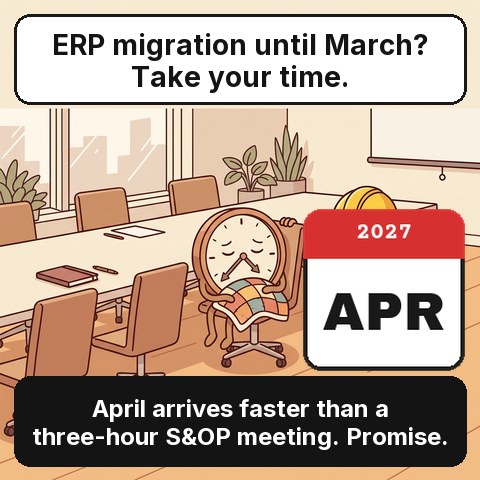 ERP migration until March?
Take your time.
2027
APR
April arrives faster than a
three-hour S&OP meeting. Promise.